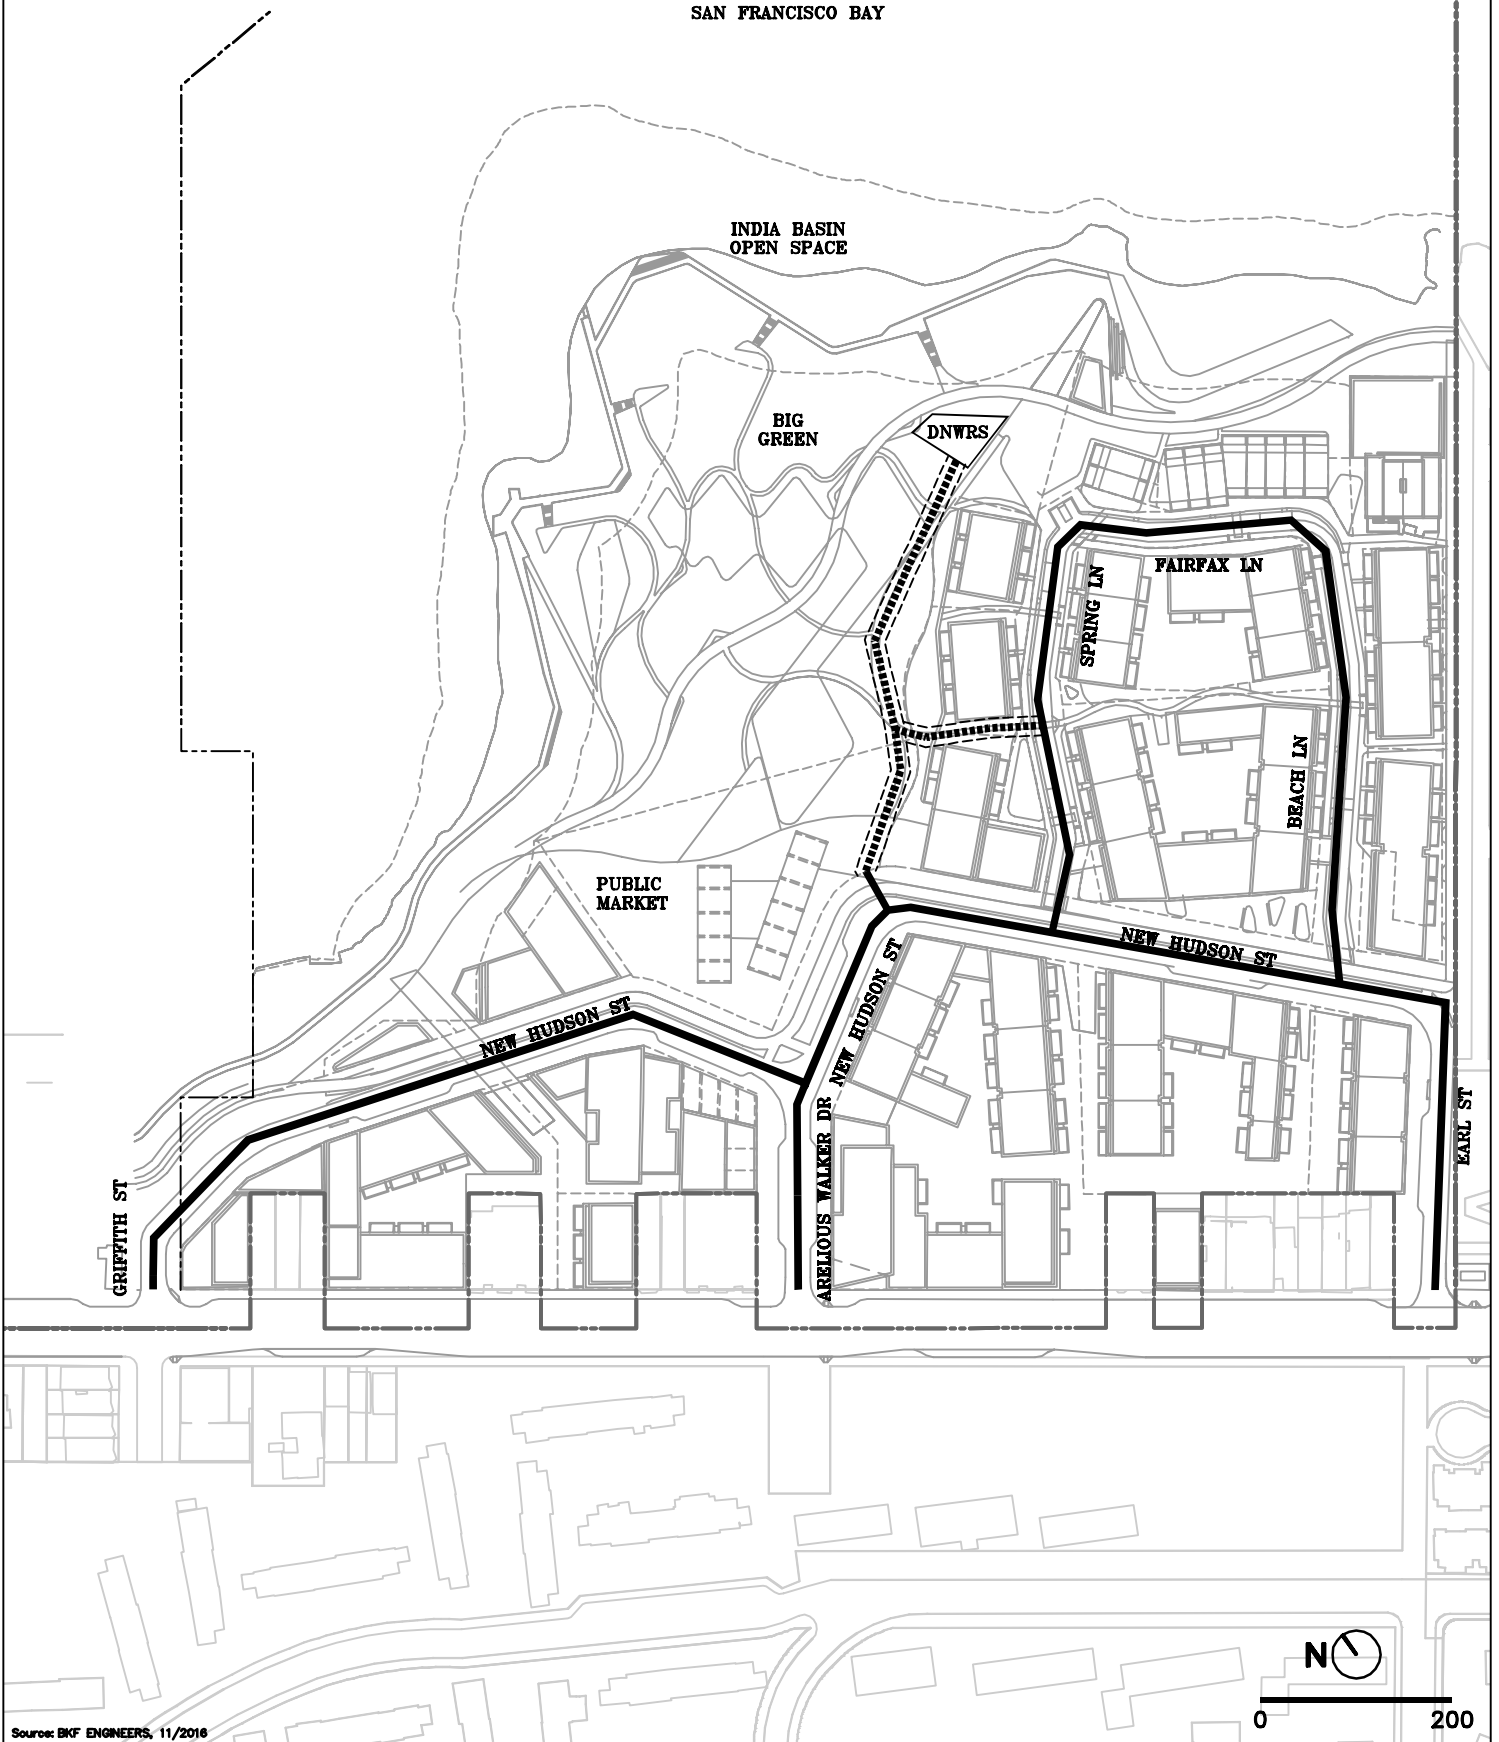 SAN FRANCISCO BAY
INDIA BASIN
OPEN SPACE
BIG
GREEN
DNWRS
FAIRFAX LN
SPRING LN
BEACH LN
PUBLIC
MARKET
NEW HUDSON ST
NEW HUDSON ST
NEW HUDSON ST
ARELIOUS WALKER DR
EARL ST
GRIFFITH ST
N
0
200
Source: BKF ENGINEERS, 11/2016